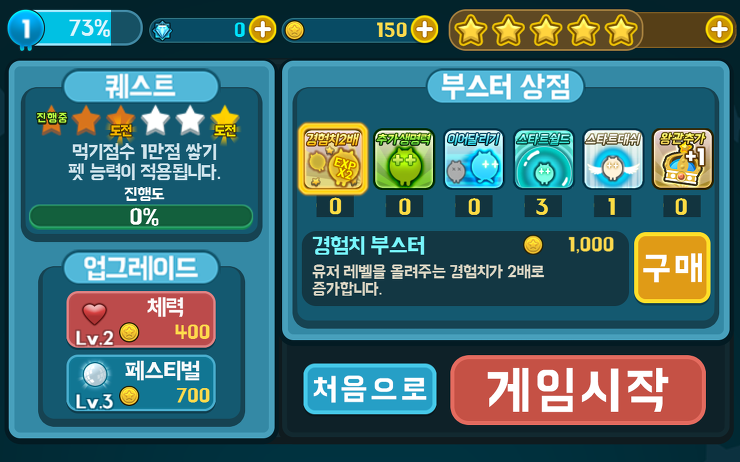 1 73% 0 150
퀘스트
진행중 도전 도전
먹기점수 1만점 쌓기
펫 능력이 적용됩니다.
진행도
0%
업그레이드
체력
Lv.2 400
페스티벌
Lv.3 700
부스터 상점
경험치2배 추가생명력 이어달리기 스타트쉴드 스타트대쉬 왕관추가
EXP X2 +1
0 0 0 3 1 0
경험치 부스터 1,000
유저 레벨을 올려주는 경험치가 2배로
증가합니다.
구매
처음으로
게임시작